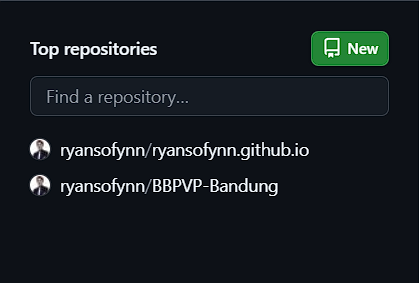 Top repositories
New
Find a repository...
ryansofynn/ryansofynn.github.io
ryansofynn/BBPVP-Bandung